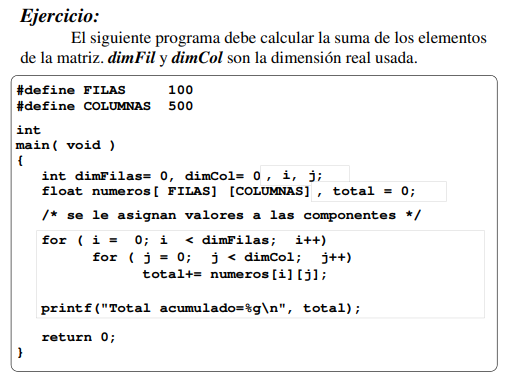 Ejercicio:
El siguiente programa debe calcular la suma de los elementos
de la matriz. dimFil y dimCol son la dimensión real usada.
#define FILAS 100
#define COLUMNAS 500
int
main( void )
{
int dimFilas= 0, dimCol= 0 , i, j;
float numeros[ FILAS] [COLUMNAS] , total = 0;
/* se le asignan valores a las componentes */
for ( i = 0; i < dimFilas; i++)
for ( j = 0; j < dimCol; j++)
total+= numeros[i][j];
printf("Total acumulado=%g\n", total);
return 0;
}